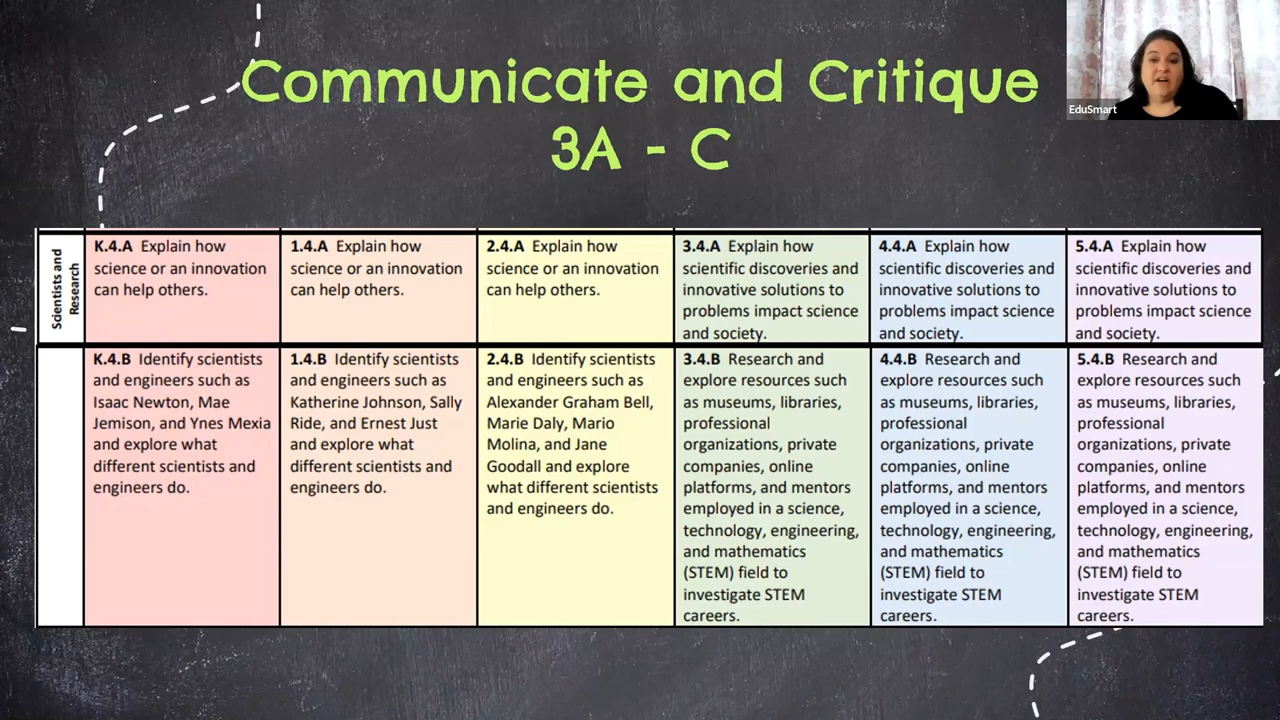 Communicate and Critique
3A - C
EduSmart
Scientists and
Research
K.4.A Explain how
science or an innovation
can help others.
1.4.A Explain how
science or an innovation
can help others.
2.4.A Explain how
science or an innovation
can help others.
3.4.A Explain how
scientific discoveries and
innovative solutions to
problems impact science
and society.
4.4.A Explain how
scientific discoveries and
innovative solutions to
problems impact science
and society.
5.4.A Explain how
scientific discoveries and
innovative solutions to
problems impact science
and society.
K.4.B Identify scientists
and engineers such as
Isaac Newton, Mae
Jemison, and Ynes Mexia
and explore what
different scientists and
engineers do.
1.4.B Identify scientists
and engineers such as
Katherine Johnson, Sally
Ride, and Ernest Just
and explore what
different scientists and
engineers do.
2.4.B Identify scientists
and engineers such as
Alexander Graham Bell,
Marie Daly, Mario
Molina, and Jane
Goodall and explore
what different scientists
and engineers do.
3.4.B Research and
explore resources such
as museums, libraries,
professional
organizations, private
companies, online
platforms, and mentors
employed in a science,
technology, engineering,
and mathematics
(STEM) field to
investigate STEM
careers.
4.4.B Research and
explore resources such
as museums, libraries,
professional
organizations, private
companies, online
platforms, and mentors
employed in a science,
technology, engineering,
and mathematics
(STEM) field to
investigate STEM
careers.
5.4.B Research and
explore resources such
as museums, libraries,
professional
organizations, private
companies, online
platforms, and mentors
employed in a science,
technology, engineering,
and mathematics
(STEM) field to
investigate STEM
careers.